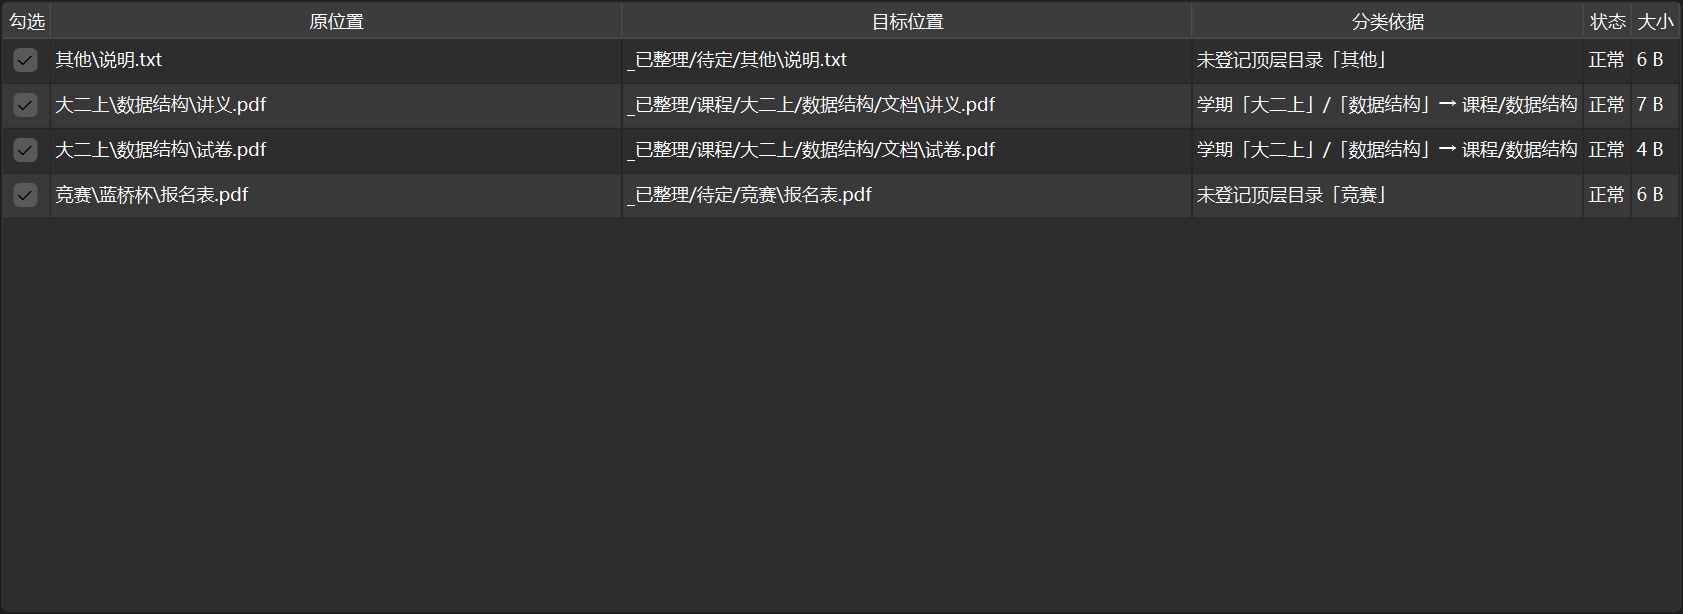 勾选 原位置 目标位置 分类依据 状态 大小
其他\说明.txt _已整理/待定/其他\说明.txt 未登记顶层目录「其他」 正常 6 B
大二上\数据结构\讲义.pdf _已整理/课程/大二上/数据结构/文档\讲义.pdf 学期「大二上」/「数据结构」→ 课程/数据结构 正常 7 B
大二上\数据结构\试卷.pdf _已整理/课程/大二上/数据结构/文档\试卷.pdf 学期「大二上」/「数据结构」→ 课程/数据结构 正常 4 B
竞赛\蓝桥杯\报名表.pdf _已整理/待定/竞赛\报名表.pdf 未登记顶层目录「竞赛」 正常 6 B